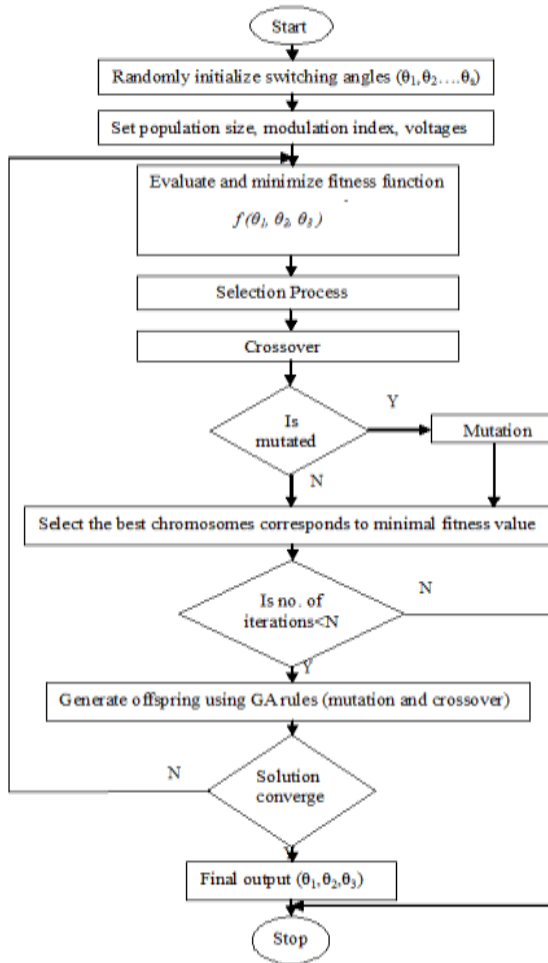 Start
Randomly initialize switching angles (θ1,θ2....θs)
Set population size, modulation index, voltages
Evaluate and minimize fitness function
f(θ1, θ2, θ3)
Selection Process
Crossover
Is
mutated
Y
Mutation
N
Select the best chromosomes corresponds to minimal fitness value
Is no. of
iterations<N
N
Y
Generate offspring using GA rules (mutation and crossover)
Solution
converge
N
Final output (θ1,θ2,θ3)
Stop